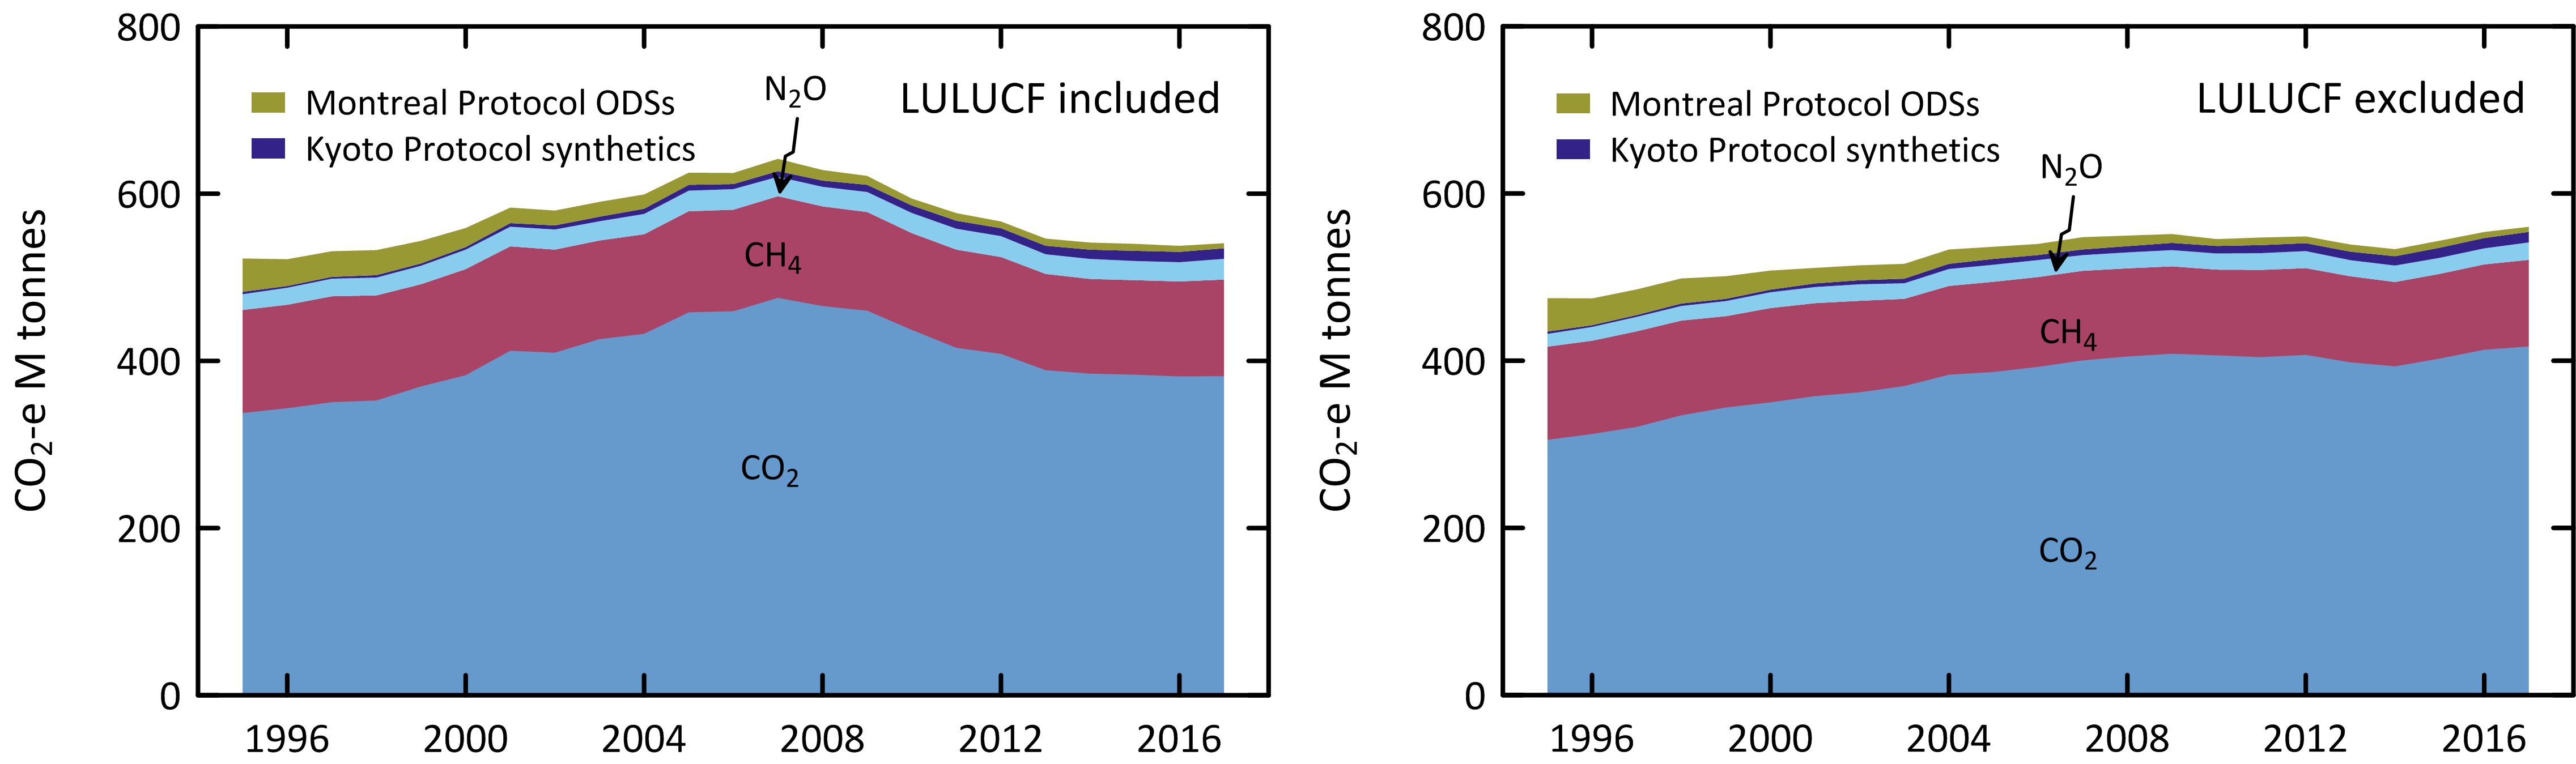 CO₂-e M tonnes
800
600
400
200
0
Montreal Protocol ODSs
Kyoto Protocol synthetics
N₂O
LULUCF included
CH₄
CO₂
1996 2000 2004 2008 2012 2016
CO₂-e M tonnes
800
600
400
200
0
Montreal Protocol ODSs
Kyoto Protocol synthetics
LULUCF excluded
N₂O
CH₄
CO₂
1996 2000 2004 2008 2012 2016